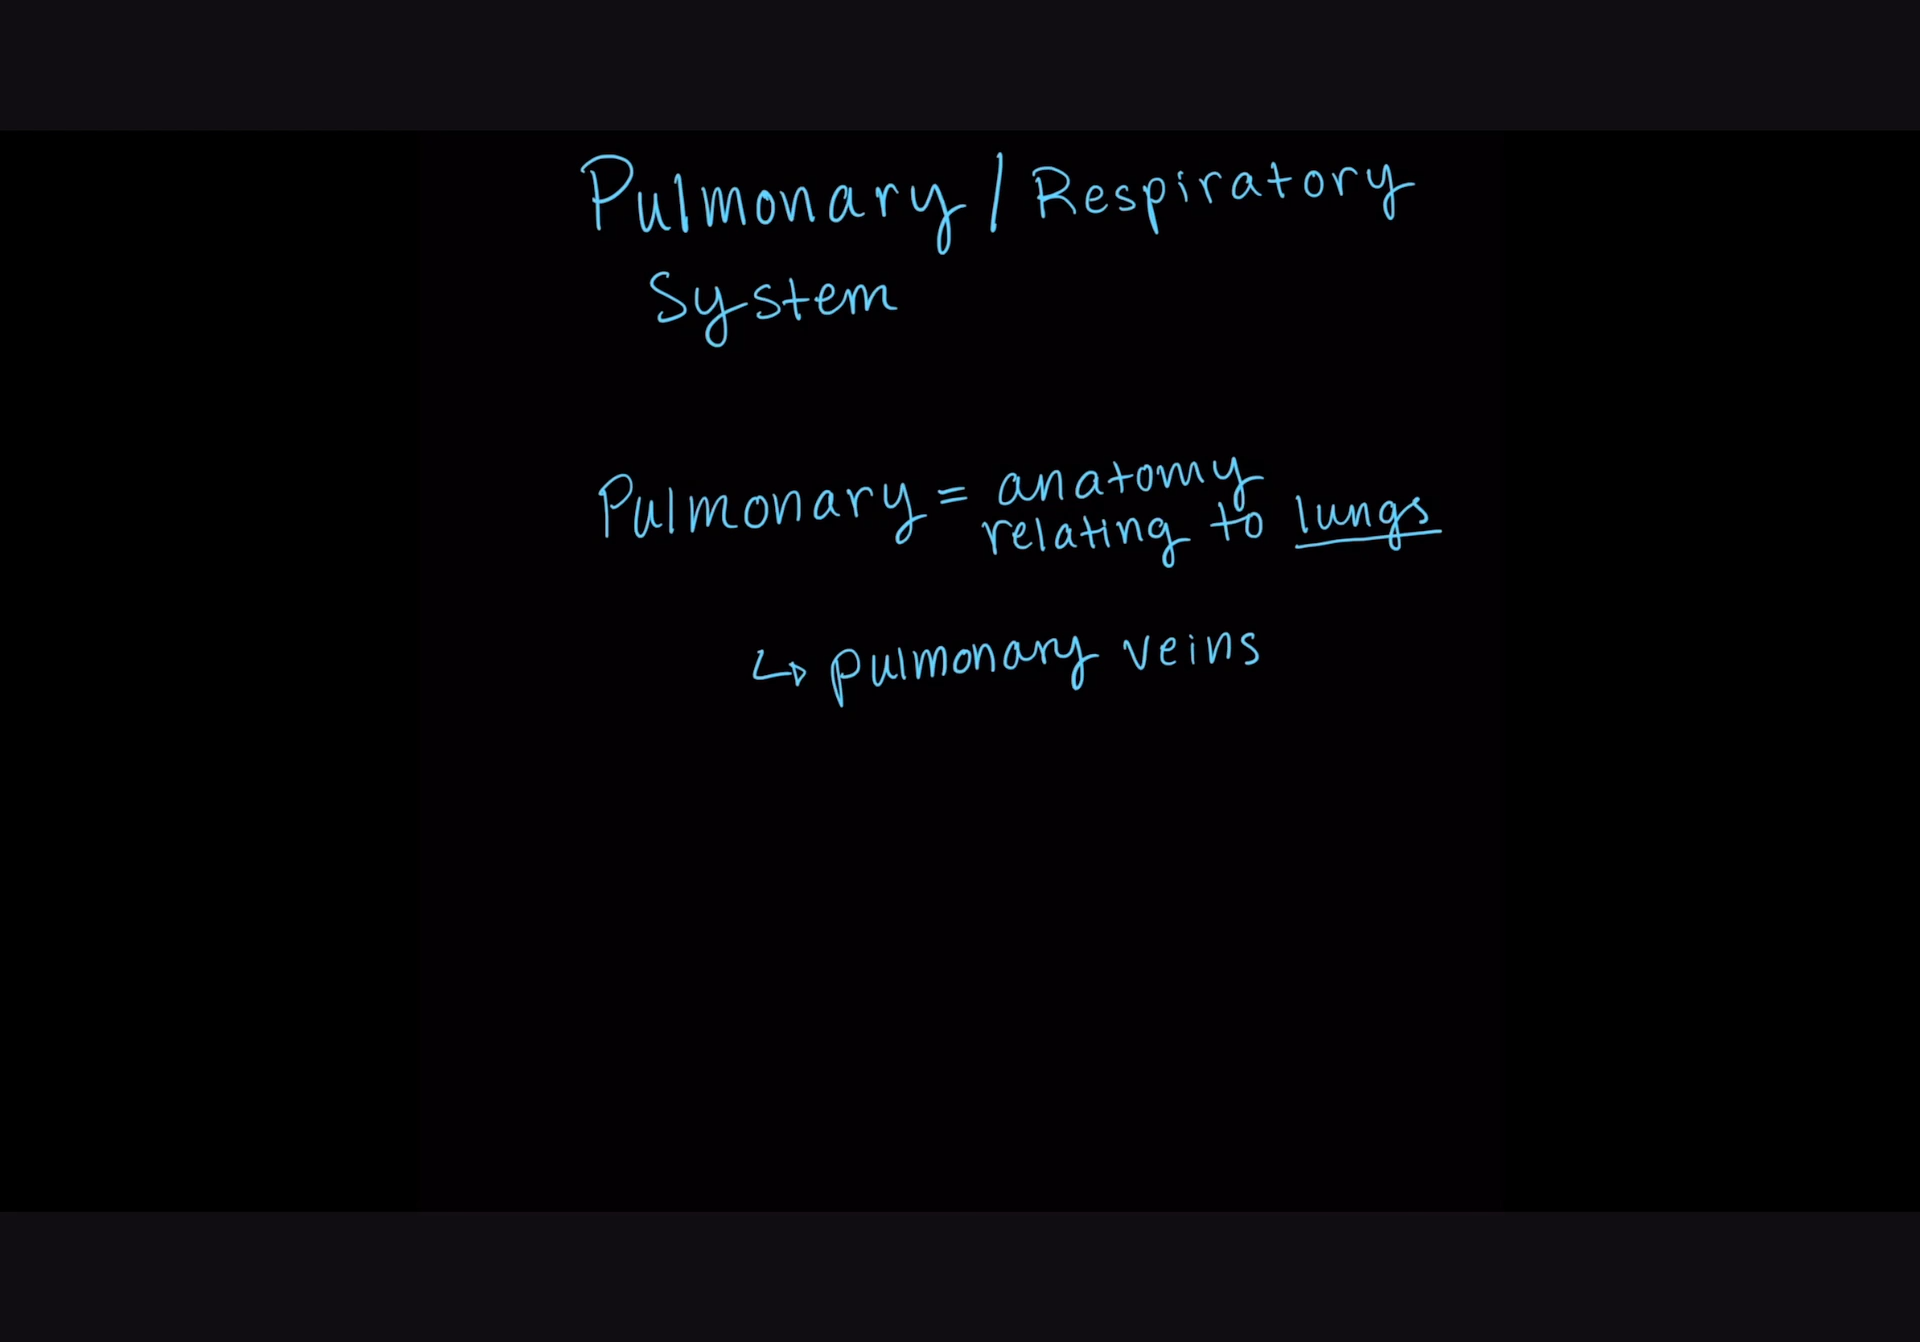 Pulmonary / Respiratory
System
Pulmonary = anatomy
relating to lungs
↳ pulmonary veins